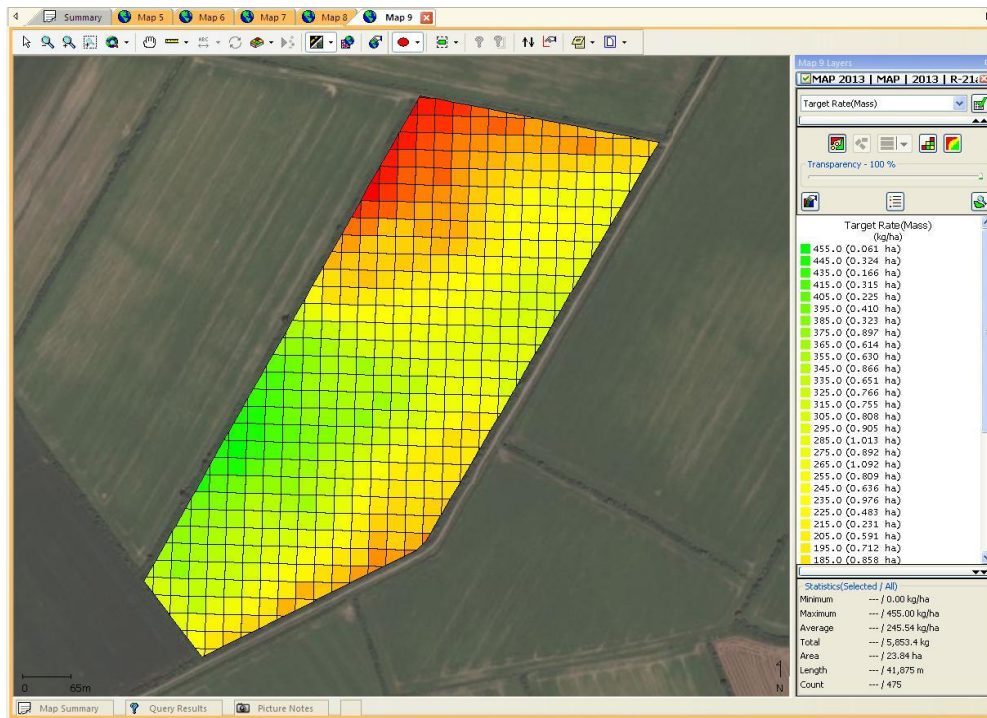 Summary
Map 5
Map 6
Map 7
Map 8
Map 9
Map 9 Layers
MAP 2013 | MAP | 2013 | R-21
Target Rate(Mass)
Transparency - 100 %
Target Rate(Mass)
(kg/ha)
455.0 (0.061 ha)
445.0 (0.324 ha)
435.0 (0.166 ha)
415.0 (0.315 ha)
405.0 (0.225 ha)
395.0 (0.410 ha)
385.0 (0.323 ha)
375.0 (0.897 ha)
365.0 (0.614 ha)
355.0 (0.630 ha)
345.0 (0.866 ha)
335.0 (0.651 ha)
325.0 (0.766 ha)
315.0 (0.755 ha)
305.0 (0.808 ha)
295.0 (0.905 ha)
285.0 (1.013 ha)
275.0 (0.892 ha)
265.0 (1.092 ha)
255.0 (0.809 ha)
245.0 (0.636 ha)
235.0 (0.976 ha)
225.0 (0.483 ha)
215.0 (0.231 ha)
205.0 (0.591 ha)
195.0 (0.712 ha)
185.0 (0.858 ha)
Statistics(Selected / All)
Minimum --- / 0.00 kg/ha
Maximum --- / 455.00 kg/ha
Average --- / 245.54 kg/ha
Total --- / 5,853.4 kg
Area --- / 23.84 ha
Length --- / 41,875 m
Count --- / 475
0 65m
N
Map Summary
Query Results
Picture Notes